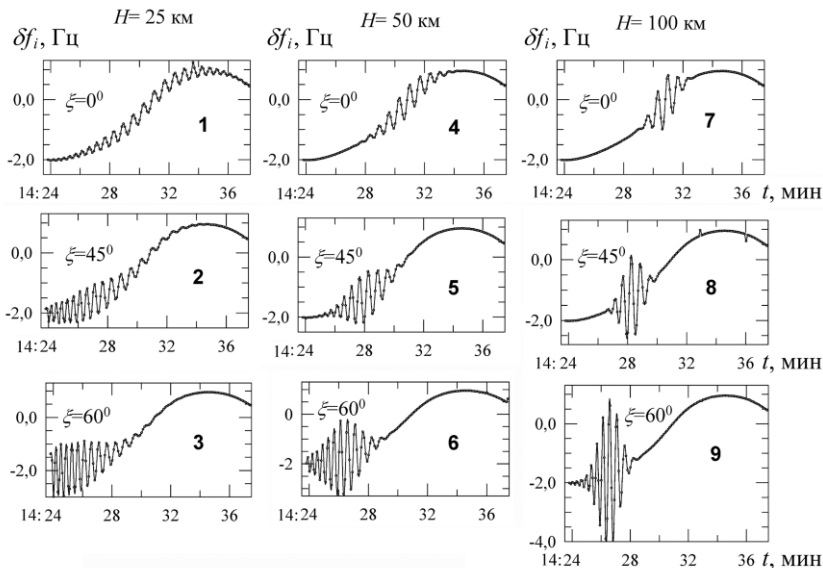 H= 25 км H= 50 км H= 100 км
δfᵢ, Гц δfᵢ, Гц δfᵢ, Гц
0,0 ξ=0⁰ 1 0,0 ξ=0⁰ 4 0,0 ξ=0⁰ 7
-2,0 -2,0 -2,0
14:24 28 32 36 14:24 28 32 36 14:24 28 32 36 t, мин
0,0 ξ=45⁰ 2 0,0 ξ=45⁰ 5 0,0 ξ=45⁰ 8
-2,0 -2,0 -2,0
14:24 28 32 36 14:24 28 32 36 14:24 28 32 36
0,0 ξ=60⁰ 3 0 ξ=60⁰ 6 0,0 ξ=60⁰ 9
-2,0 -2 -2,0
-4,0
14:24 28 32 36 14:24 28 32 36 14:24 28 32 36 t, мин